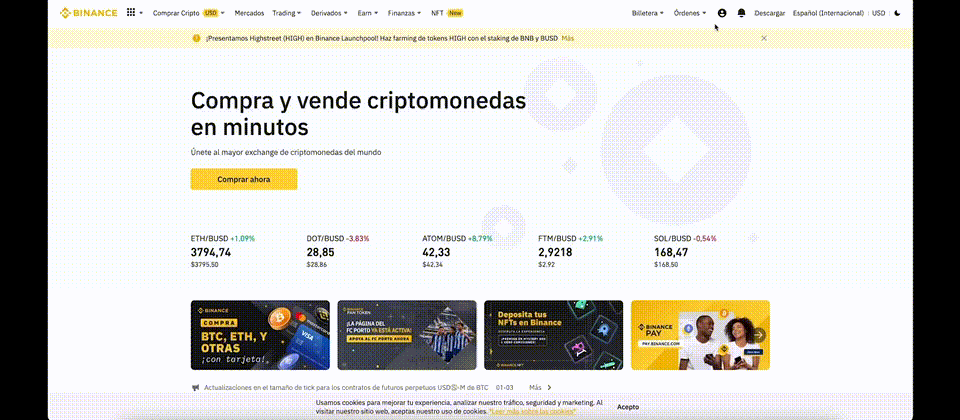 BINANCE Comprar Cripto USD Mercados Trading Derivados Earn Finanzas NFT New Billetera Órdenes Descargar Español (Internacional) USD
¡Presentamos Highstreet (HIGH) en Binance Launchpool! Haz farming de tokens HIGH con el staking de BNB y BUSD Más
Compra y vende criptomonedas
en minutos
Únete al mayor exchange de criptomonedas del mundo
Comprar ahora
ETH/BUSD +1,09% DOT/BUSD -3,83% ATOM/BUSD +8,79% FTM/BUSD +2,91% SOL/BUSD -0,54%
3794,74 28,85 42,33 2,9218 168,47
$3795,50 $28,86 $42,34 $2,92 $168,50
BINANCE
COMPRA
BTC, ETH, Y
OTRAS
¡con tarjeta!
BINANCE
FAN TOKEN
¡LA PÁGINA DEL
FC PORTO YA ESTÁ ACTIVA!
APOYA AL FC PORTO AHORA
Deposita tus
NFTs en Binance
BINANCE
PAY
PAY.BINANCE.COM
Actualizaciones en el tamaño de tick para los contratos de futuros perpetuos USDⓈ-M de BTC 01-03 Más
Usamos cookies para mejorar tu experiencia, analizar nuestro tráfico, seguridad y marketing. Al
visitar nuestro sitio web, aceptas nuestro uso de cookies. "Leer más sobre las cookies" Acepto